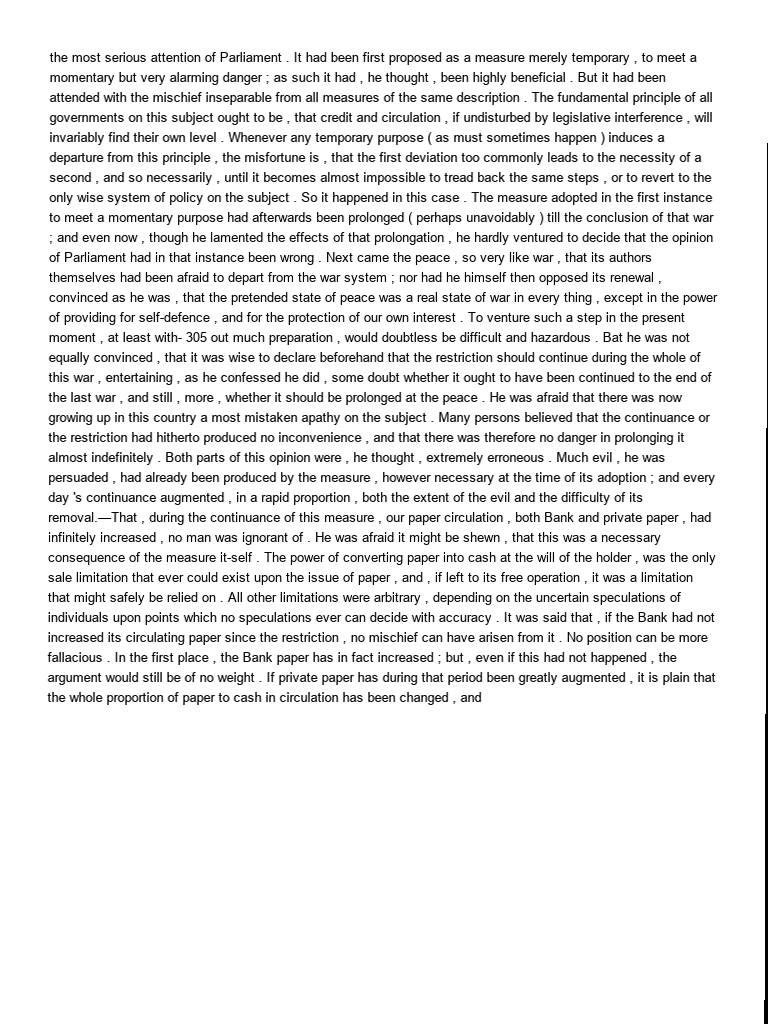 the most serious attention of Parliament . It had been first proposed as a measure merely temporary , to meet a
momentary but very alarming danger ; as such it had , he thought , been highly beneficial . But it had been
attended with the mischief inseparable from all measures of the same description . The fundamental principle of all
governments on this subject ought to be , that credit and circulation , if undisturbed by legislative interference , will
invariably find their own level . Whenever any temporary purpose ( as must sometimes happen ) induces a
departure from this principle , the misfortune is , that the first deviation too commonly leads to the necessity of a
second , and so necessarily , until it becomes almost impossible to tread back the same steps , or to revert to the
only wise system of policy on the subject . So it happened in this case . The measure adopted in the first instance
to meet a momentary purpose had afterwards been prolonged ( perhaps unavoidably ) till the conclusion of that war
; and even now , though he lamented the effects of that prolongation , he hardly ventured to decide that the opinion
of Parliament had in that instance been wrong . Next came the peace , so very like war , that its authors
themselves had been afraid to depart from the war system ; nor had he himself then opposed its renewal ,
convinced as he was , that the pretended state of peace was a real state of war in every thing , except in the power
of providing for self-defence , and for the protection of our own interest . To venture such a step in the present
moment , at least with- 305 out much preparation , would doubtless be difficult and hazardous . Bat he was not
equally convinced , that it was wise to declare beforehand that the restriction should continue during the whole of
this war , entertaining , as he confessed he did , some doubt whether it ought to have been continued to the end of
the last war , and still , more , whether it should be prolonged at the peace . He was afraid that there was now
growing up in this country a most mistaken apathy on the subject . Many persons believed that the continuance or
the restriction had hitherto produced no inconvenience , and that there was therefore no danger in prolonging it
almost indefinitely . Both parts of this opinion were , he thought , extremely erroneous . Much evil , he was
persuaded , had already been produced by the measure , however necessary at the time of its adoption ; and every
day 's continuance augmented , in a rapid proportion , both the extent of the evil and the difficulty of its
removal.—That , during the continuance of this measure , our paper circulation , both Bank and private paper , had
infinitely increased , no man was ignorant of . He was afraid it might be shewn , that this was a necessary
consequence of the measure it-self . The power of converting paper into cash at the will of the holder , was the only
sale limitation that ever could exist upon the issue of paper , and , if left to its free operation , it was a limitation
that might safely be relied on . All other limitations were arbitrary , depending on the uncertain speculations of
individuals upon points which no speculations ever can decide with accuracy . It was said that , if the Bank had not
increased its circulating paper since the restriction , no mischief can have arisen from it . No position can be more
fallacious . In the first place , the Bank paper has in fact increased ; but , even if this had not happened , the
argument would still be of no weight . If private paper has during that period been greatly augmented , it is plain that
the whole proportion of paper to cash in circulation has been changed , and